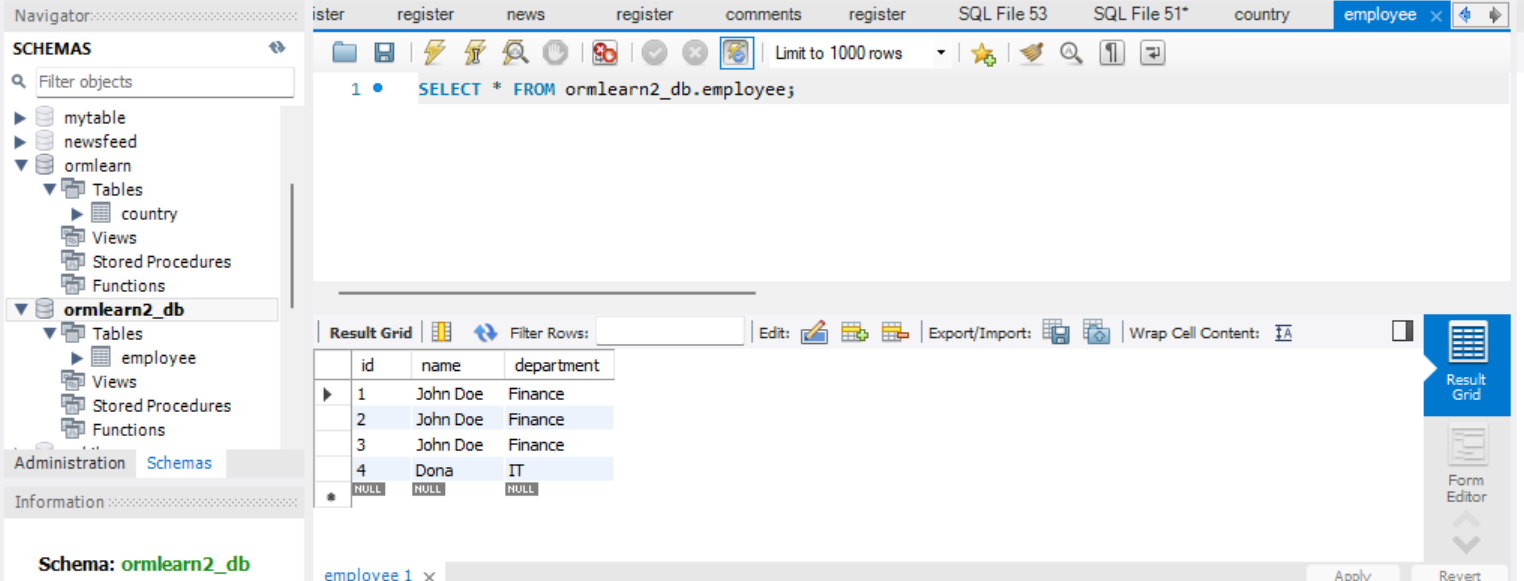 Navigator
ister register news register comments register SQL File 53 SQL File 51* country employee
SCHEMAS
Limit to 1000 rows
Filter objects
1 SELECT * FROM ormlearn2_db.employee;
mytable
newsfeed
ormlearn
Tables
country
Views
Stored Procedures
Functions
ormlearn2_db
Tables
employee
Views
Stored Procedures
Functions
Administration Schemas
Information
Schema: ormlearn2_db
Result Grid Filter Rows: Edit: Export/Import: Wrap Cell Content: IA
id name department
1 John Doe Finance
2 John Doe Finance
3 John Doe Finance
4 Dona IT
NULL NULL NULL
Result
Grid
Form
Editor
employee 1
Apply Revert